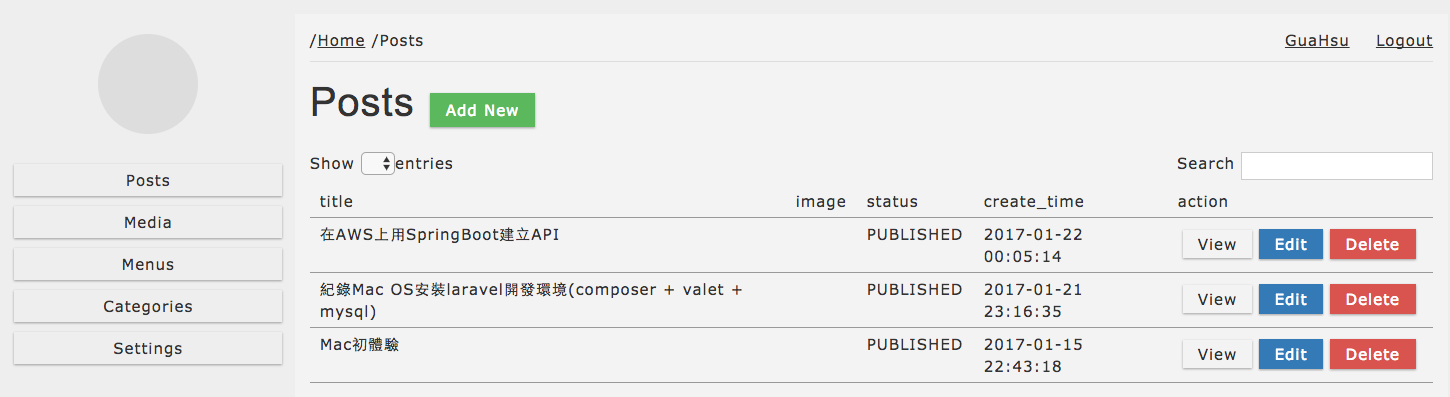 /Home /Posts GuaHsu Logout
Posts Add New
Posts
Media
Menus
Categories
Settings
Show entries Search
title image status create_time action
在AWS上用SpringBoot建立API PUBLISHED 2017-01-22 View Edit Delete
00:05:14
紀錄Mac OS安裝laravel開發環境(composer + valet + PUBLISHED 2017-01-21 View Edit Delete
mysql) 23:16:35
Mac初體驗 PUBLISHED 2017-01-15 View Edit Delete
22:43:18